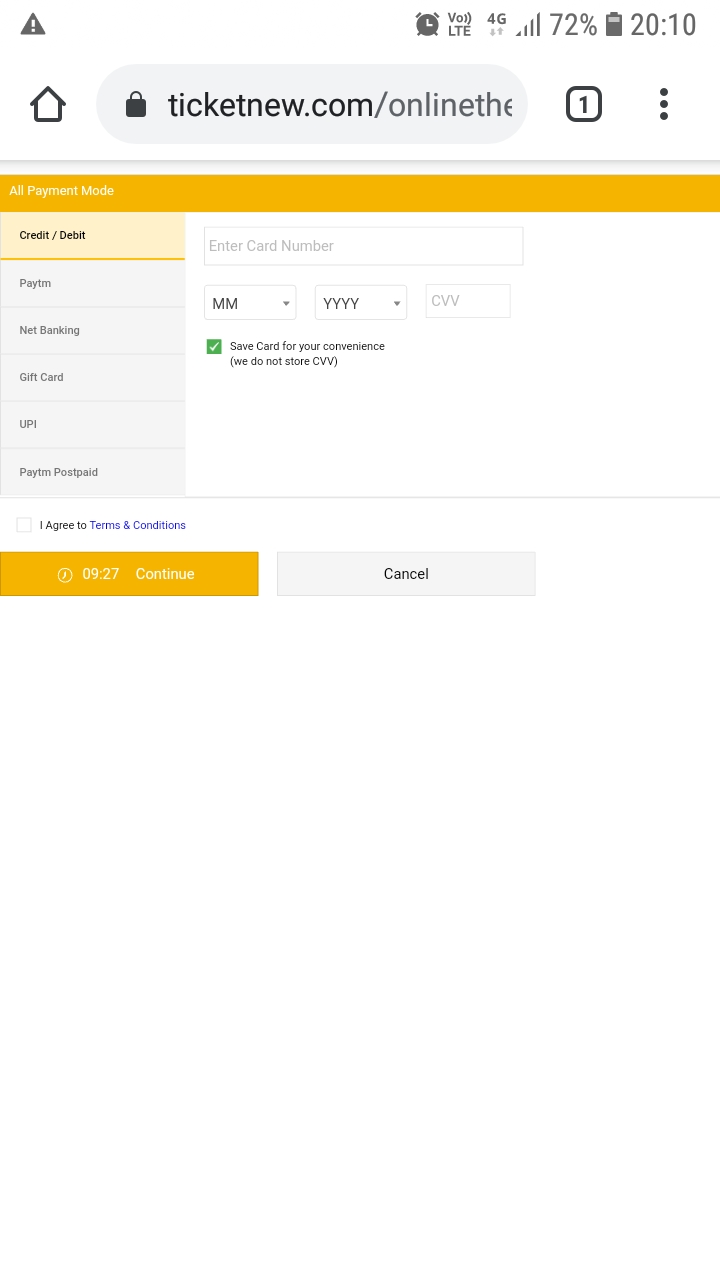 Vo)) LTE 4G 72% 20:10
ticketnew.com/onlinethe
1
All Payment Mode
Credit / Debit
Paytm
Net Banking
Gift Card
UPI
Paytm Postpaid
Enter Card Number
MM YYYY CVV
Save Card for your convenience
(we do not store CVV)
I Agree to Terms & Conditions
09:27 Continue
Cancel